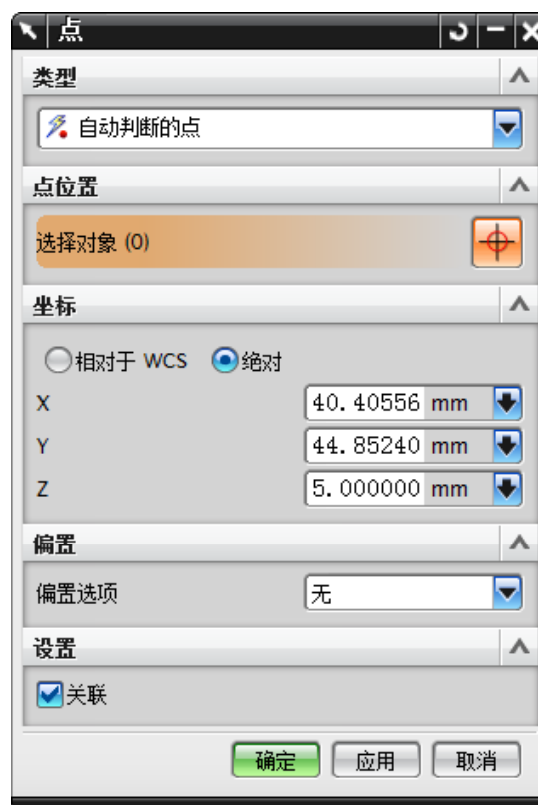 点
类型
自动判断的点
点位置
选择对象 (0)
坐标
相对于 WCS 绝对
X 40.40556 mm
Y 44.85240 mm
Z 5.000000 mm
偏置
偏置选项 无
设置
关联
确定 应用 取消